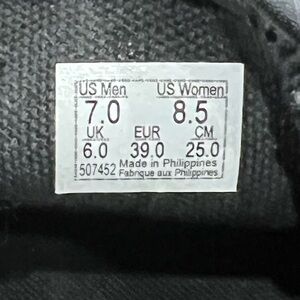 US Men US Women
7.0 8.5
UK EUR CM
6.0 39.0 25.0
507452 Made in Philippines
Fabrique aux Philippines